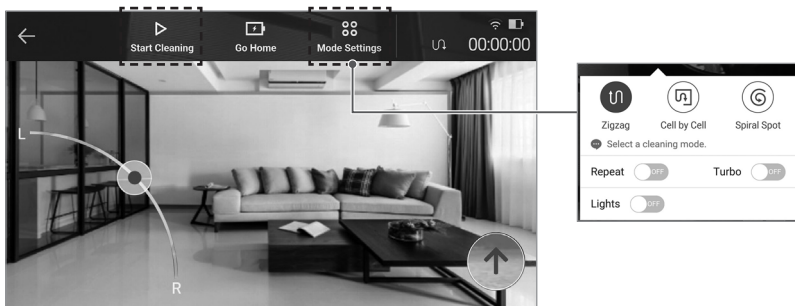 Start Cleaning
Go Home
Mode Settings
00:00:00
L
R
Zigzag
Cell by Cell
Spiral Spot
Select a cleaning mode.
Repeat OFF
Turbo OFF
Lights OFF